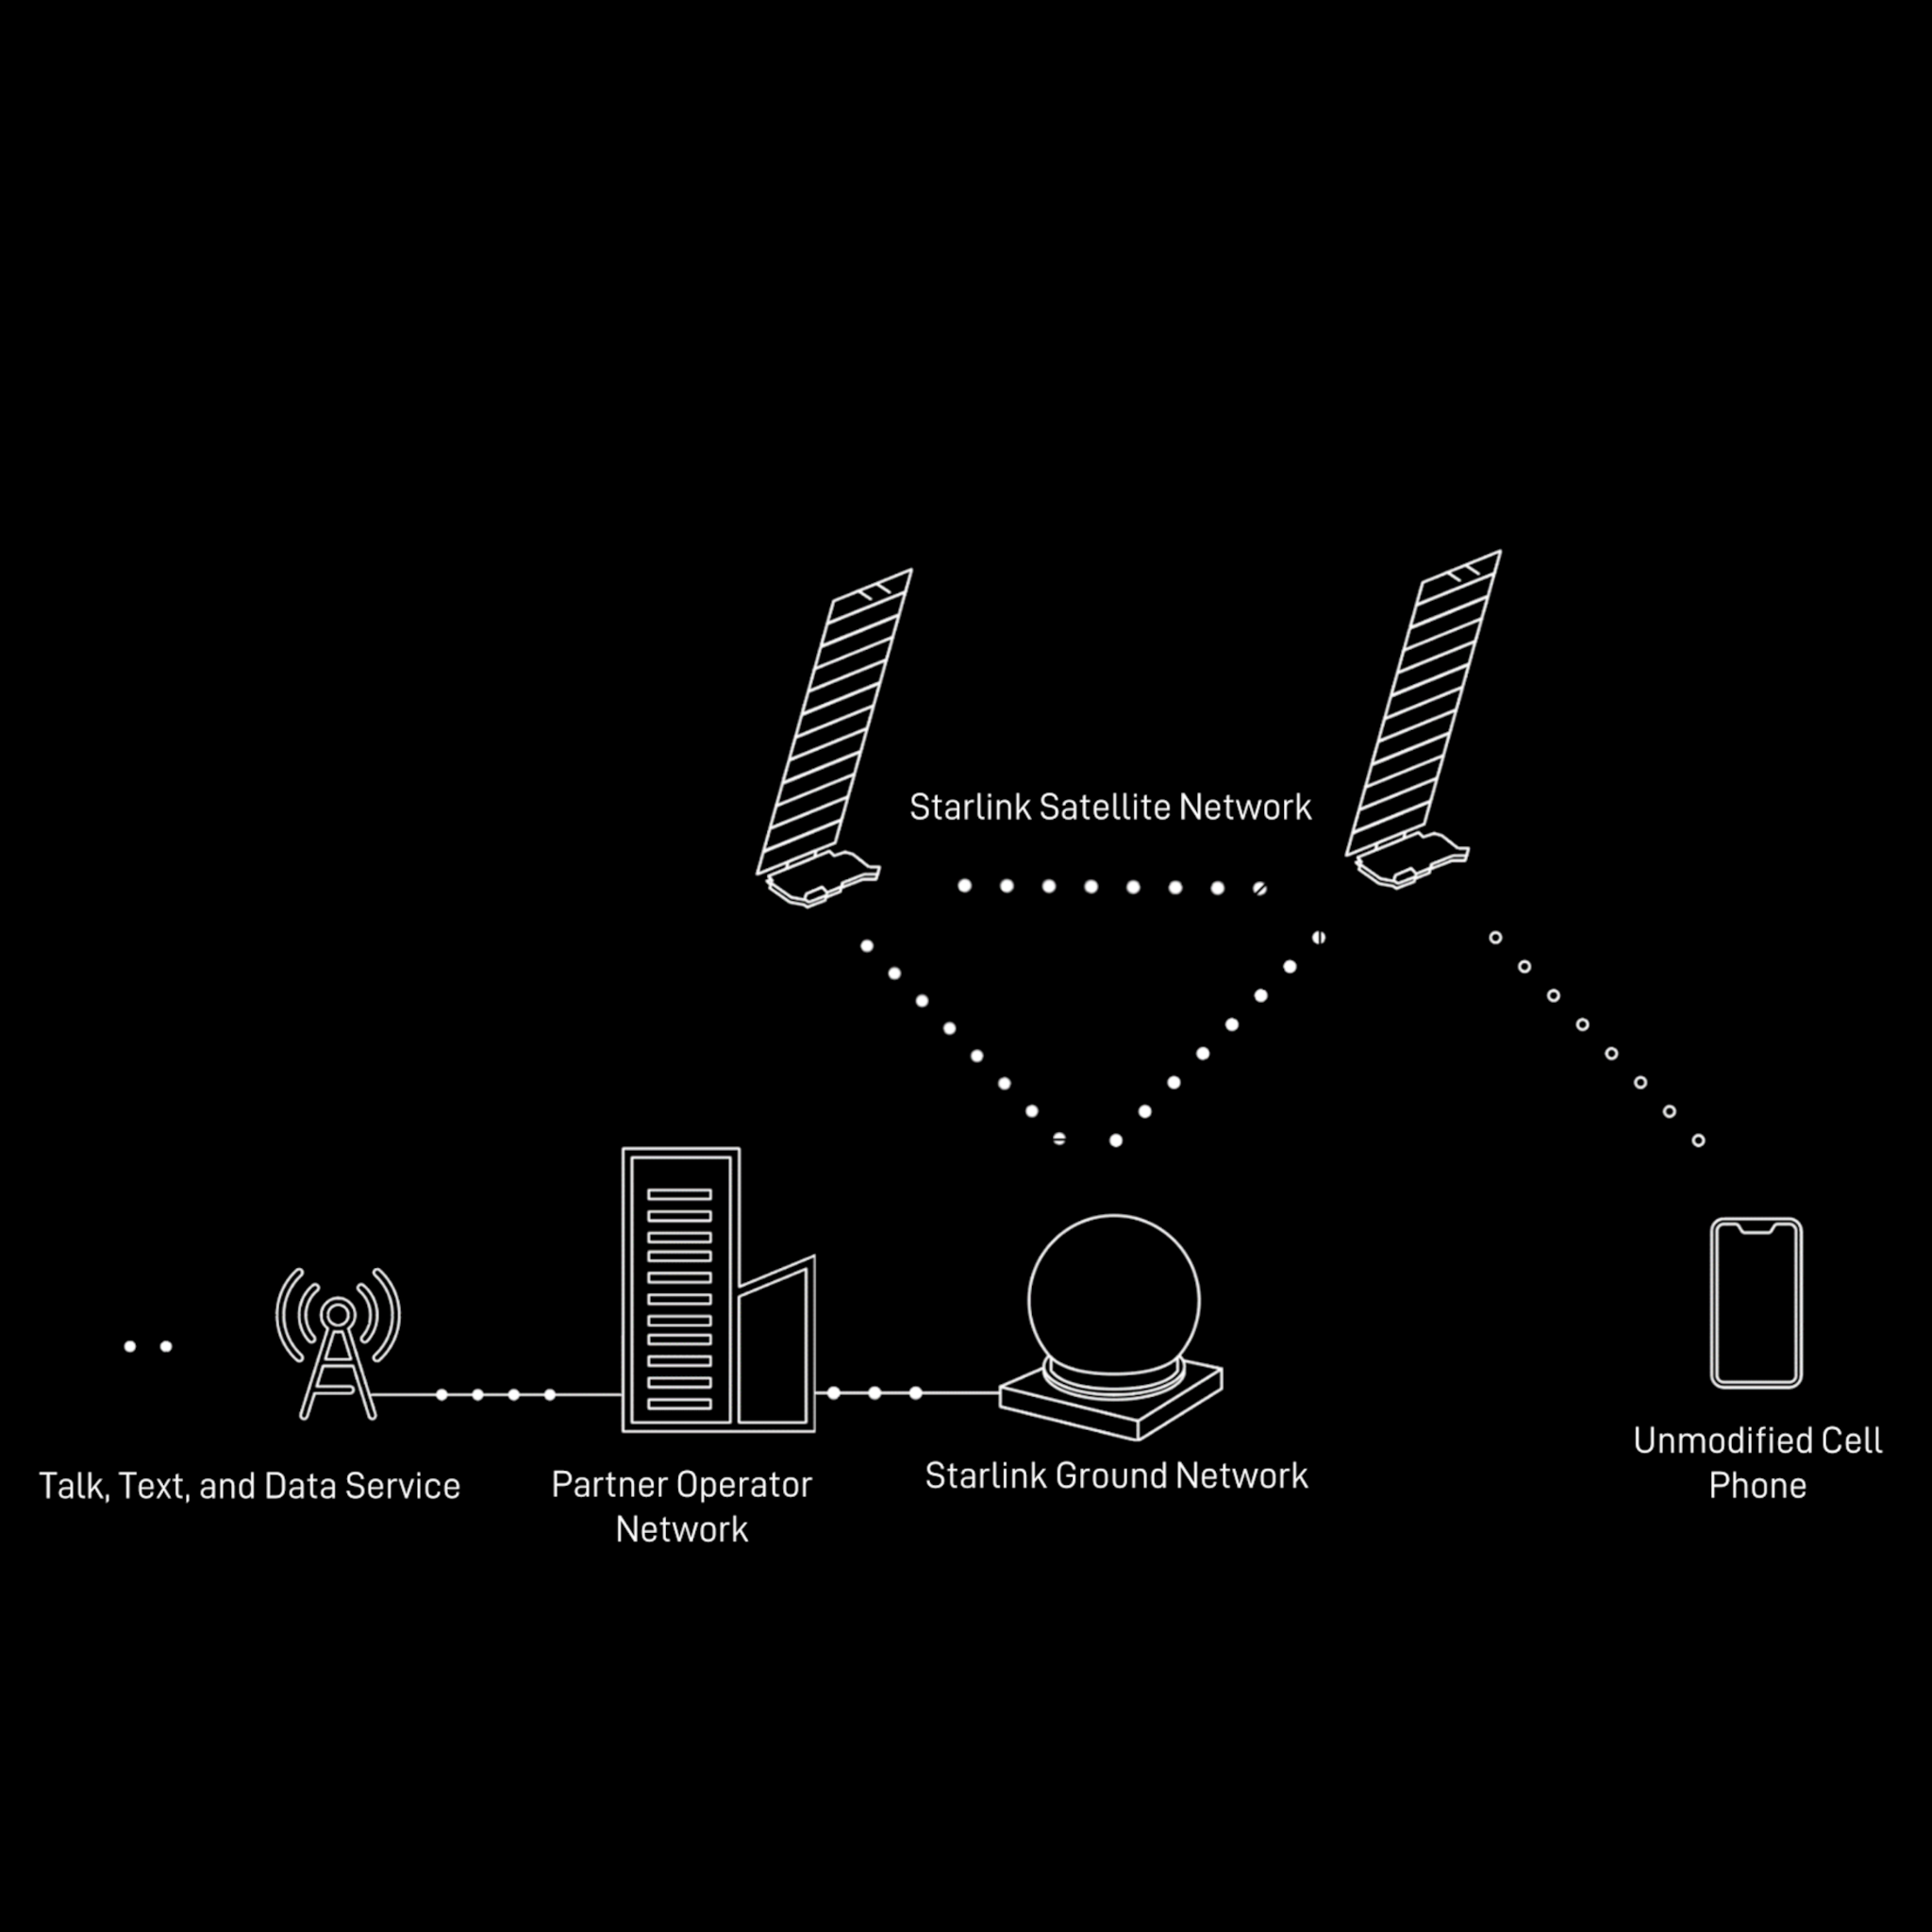 Starlink Satellite Network
Talk, Text, and Data Service
Partner Operator
Network
Starlink Ground Network
Unmodified Cell
Phone